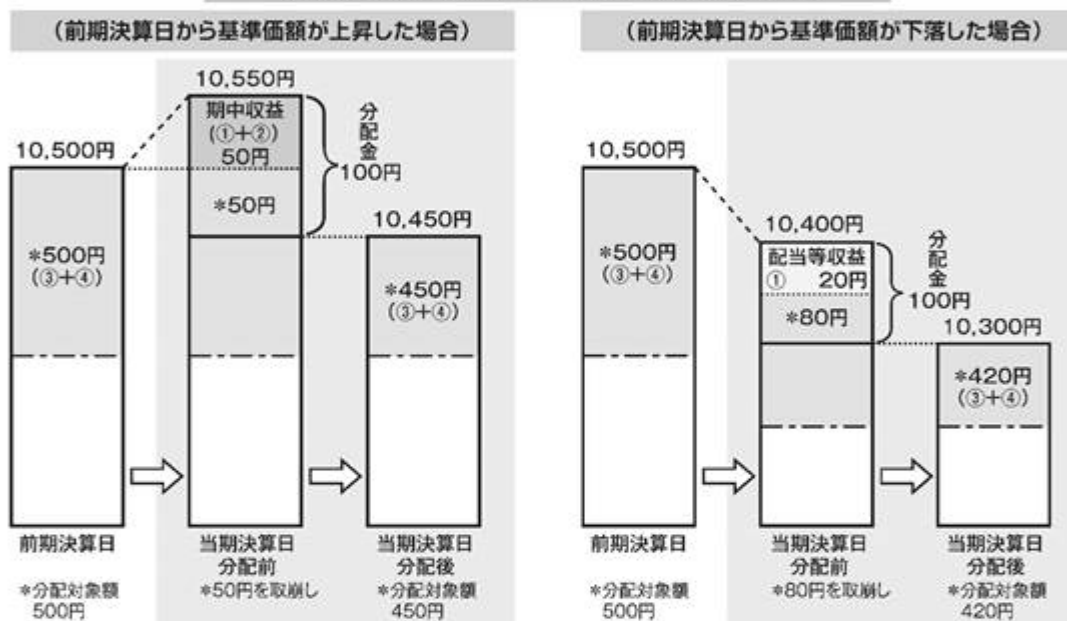 (前期決算日から基準価額が上昇した場合)
10,550円
期中収益
(①+②)
50円
*50円
分配金
100円
10,500円
*500円
(③+④)
10,450円
*450円
(③+④)
前期決算日
*分配対象額
500円
当期決算日
分配前
*50円を取崩し
当期決算日
分配後
*分配対象額
450円
(前期決算日から基準価額が下落した場合)
10,500円
*500円
(③+④)
10,400円
配当等収益
① 20円
*80円
分配金
100円
10,300円
*420円
(③+④)
前期決算日
*分配対象額
500円
当期決算日
分配前
*80円を取崩し
当期決算日
分配後
*分配対象額
420円